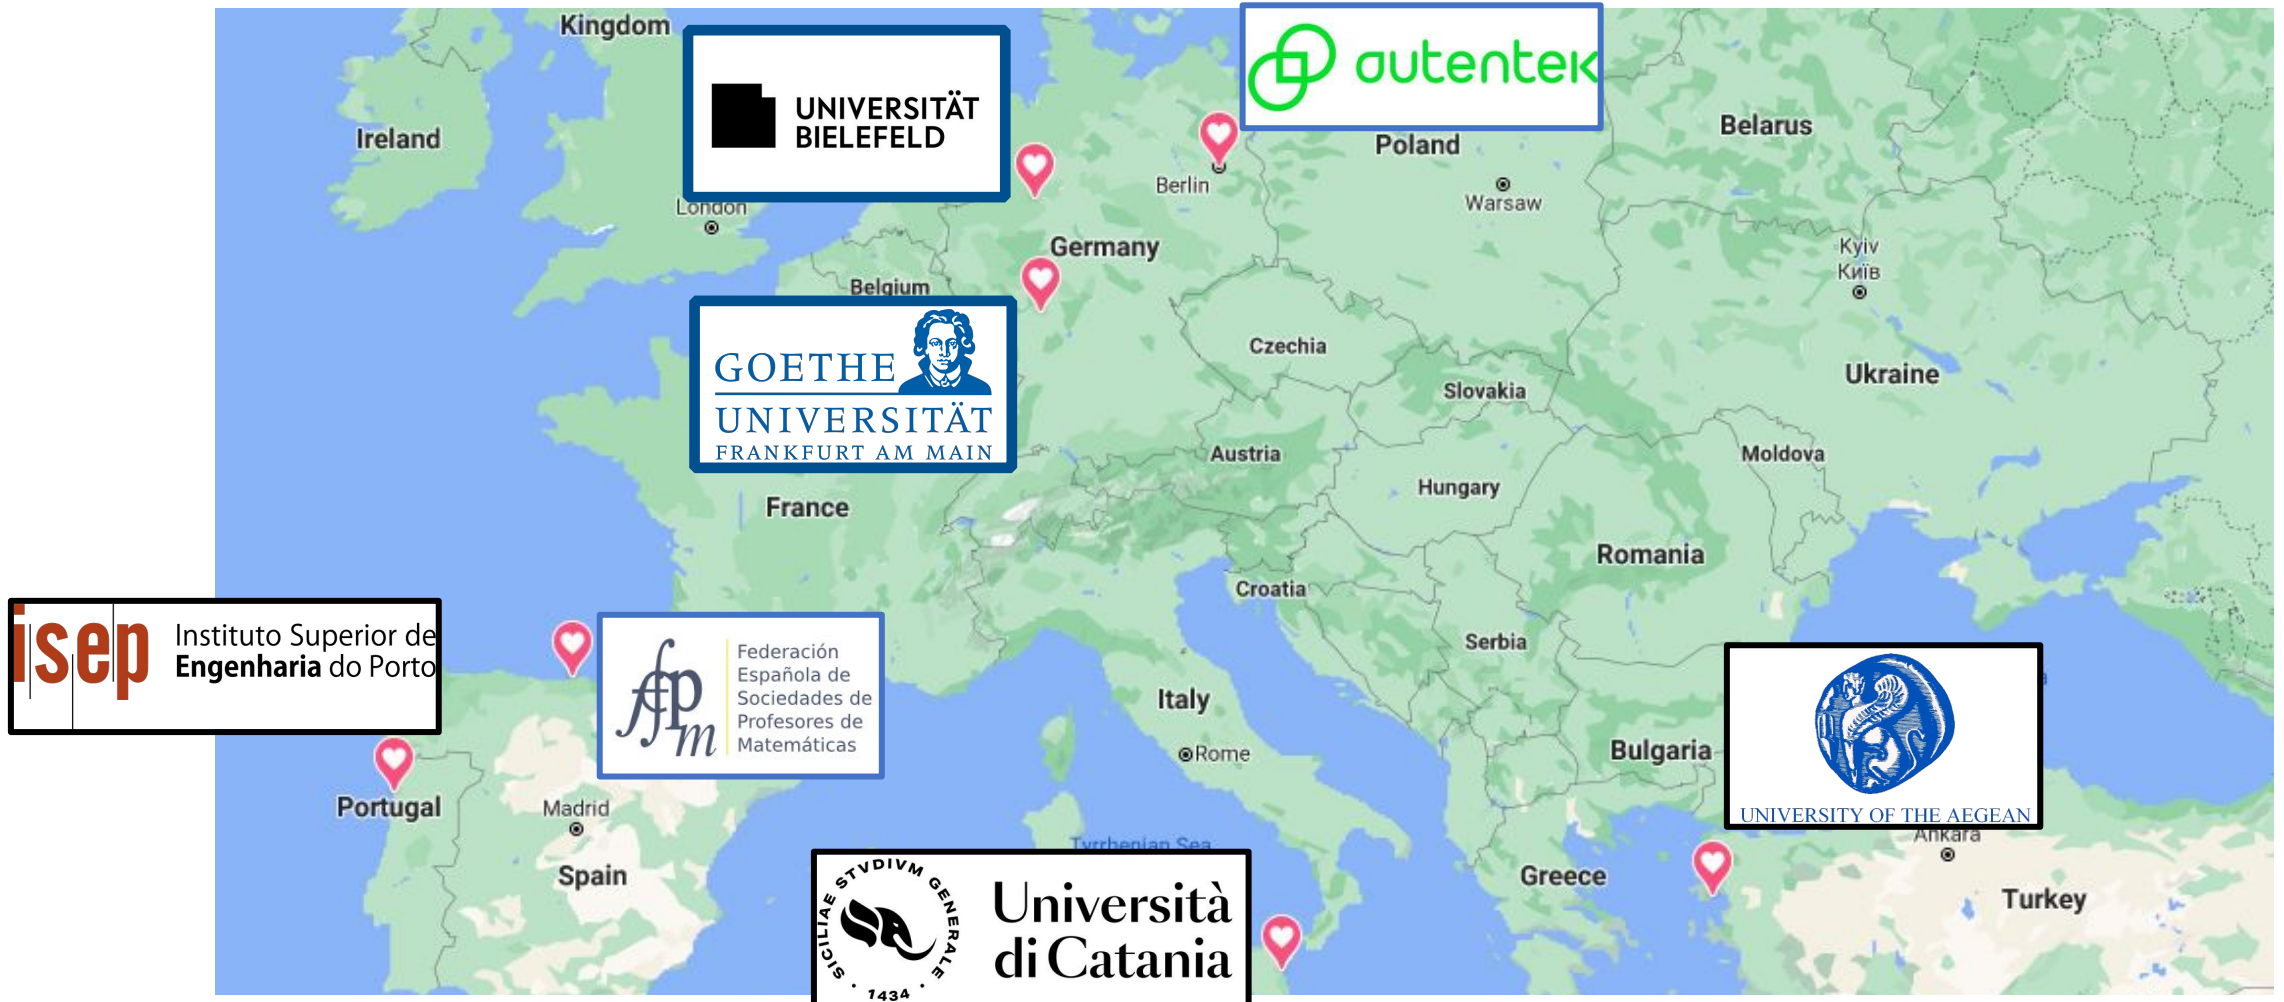 Kingdom
autentek
UNIVERSITÄT
BIELEFELD
Ireland
Belarus
Poland
Berlin
Warsaw
London
Germany
Kyiv
Київ
Belgium
GOETHE
UNIVERSITÄT
FRANKFURT AM MAIN
Czechia
Slovakia
Ukraine
Austria
Moldova
Hungary
France
Romania
Croatia
isep
Instituto Superior de
Engenharia do Porto
Serbia
ffpm
Federación
Española de
Sociedades de
Profesores de
Matemáticas
Italy
Rome
Bulgaria
UNIVERSITY OF THE AEGEAN
Portugal
Madrid
Ankara
Tyrrhenian Sea
Spain
Greece
Turkey
SICILIAE STVDIVM GENERALE
1434
Università
di Catania